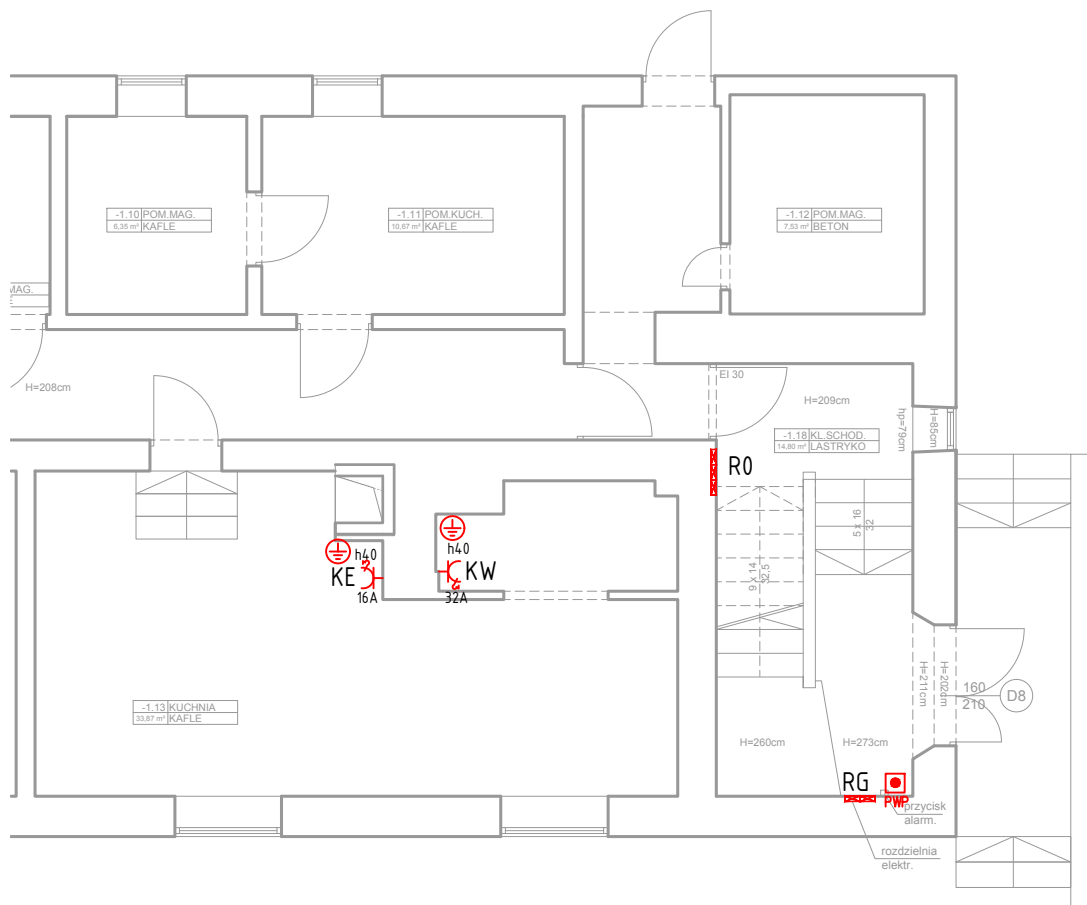 -1.10 POM.MAG.
6,35 m² KAFLE
-1.11 POM.KUCH.
10,67 m² KAFLE
-1.12 POM.MAG.
7,53 m² BETON
MAG.
H=208cm
EI 30
H=209cm
hp=79cm
H=85cm
-1.18 KL.SCHOD.
14,80 m² LASTRYKO
R0
5 x 16
32
h40
h40
KE
KW
16A
32A
9 x 14
32,5
H=211cm
H=202cm
160
210
D8
-1.13 KUCHNIA
33,67 m² KAFLE
H=260cm
H=273cm
RG
PWP
przycisk
alarm.
rozdzielnia
elektr.